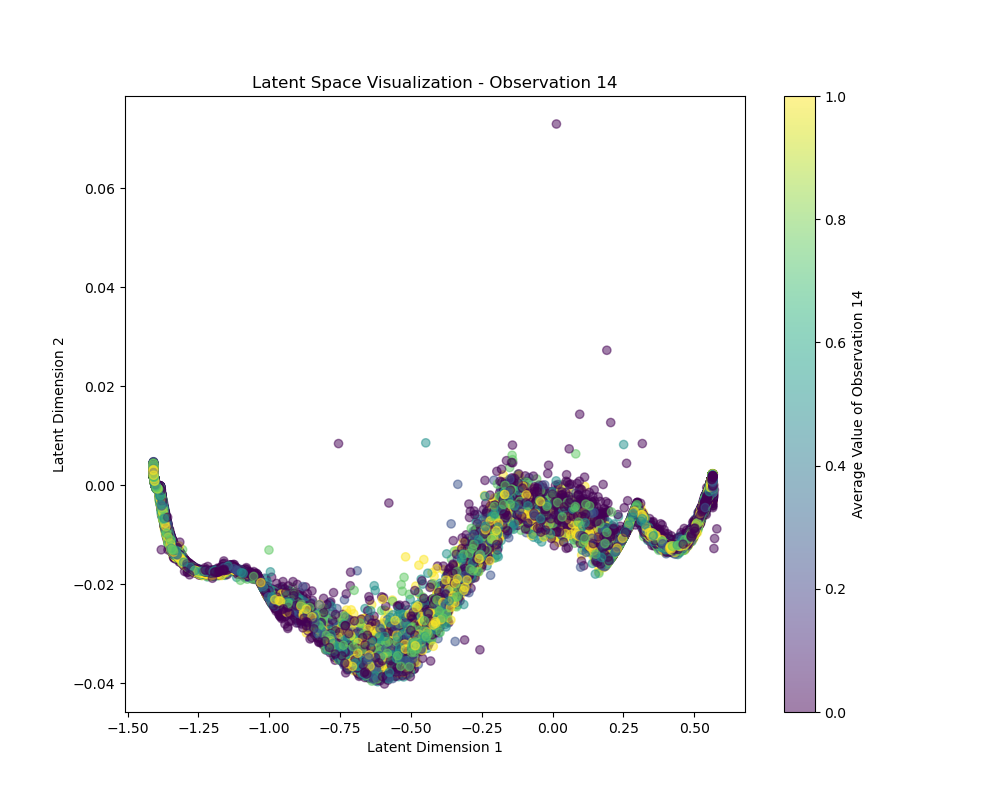 Latent Space Visualization - Observation 14
0.06
0.04
0.02
0.00
−0.02
−0.04
Latent Dimension 2
−1.50 −1.25 −1.00 −0.75 −0.50 −0.25 0.00 0.25 0.50
Latent Dimension 1
1.0
0.8
0.6
0.4
0.2
0.0
Average Value of Observation 14